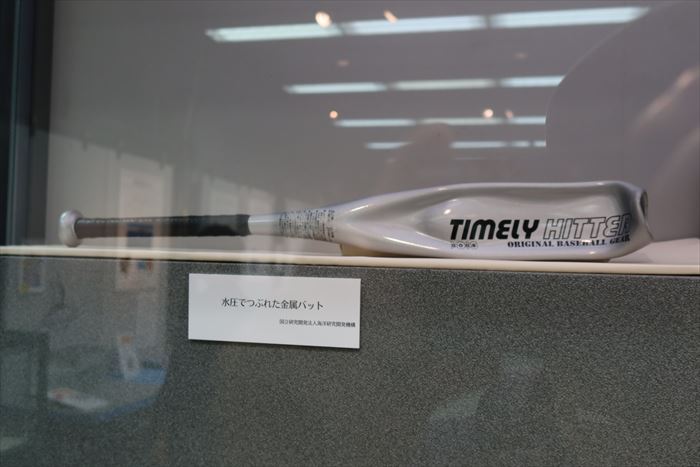 TIMELY HITTER
ORIGINAL BASEBALL GEAR
水圧でつぶれた金属バット
国立研究開発法人海洋研究開発機構